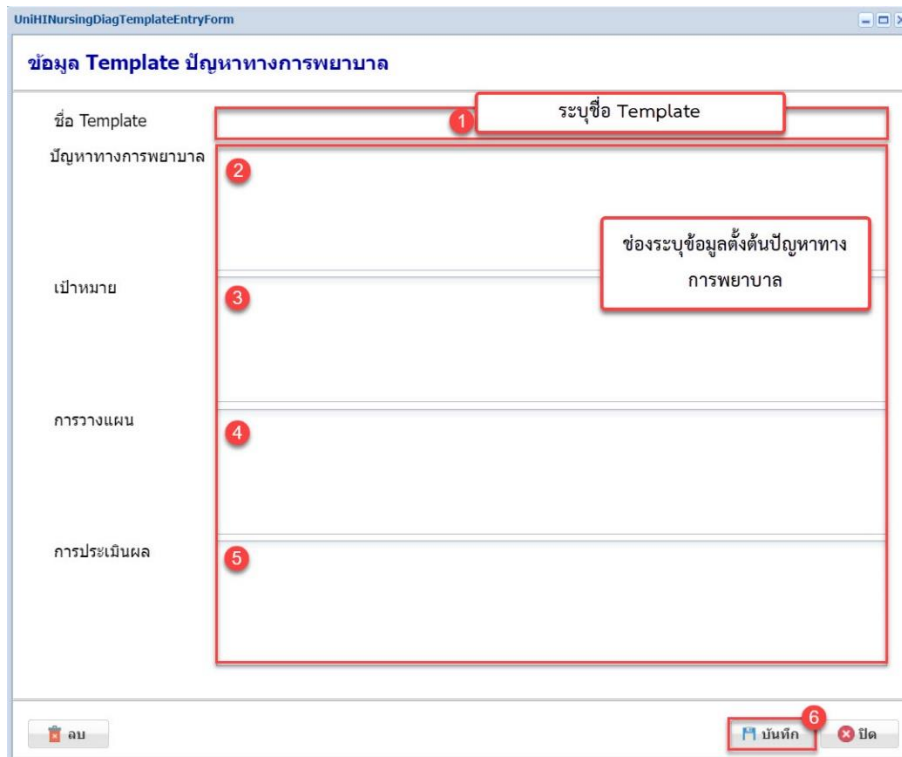 UniHINursingDiagTemplateEntryForm
ข้อมูล Template ปัญหาทางการพยาบาล
ชื่อ Template
1
ระบุชื่อ Template
ปัญหาทางการพยาบาล
2
ช่องระบุข้อมูลตั้งต้นปัญหาทาง
การพยาบาล
เป้าหมาย
3
การวางแผน
4
การประเมินผล
5
6
ลบ
บันทึก
ปิด